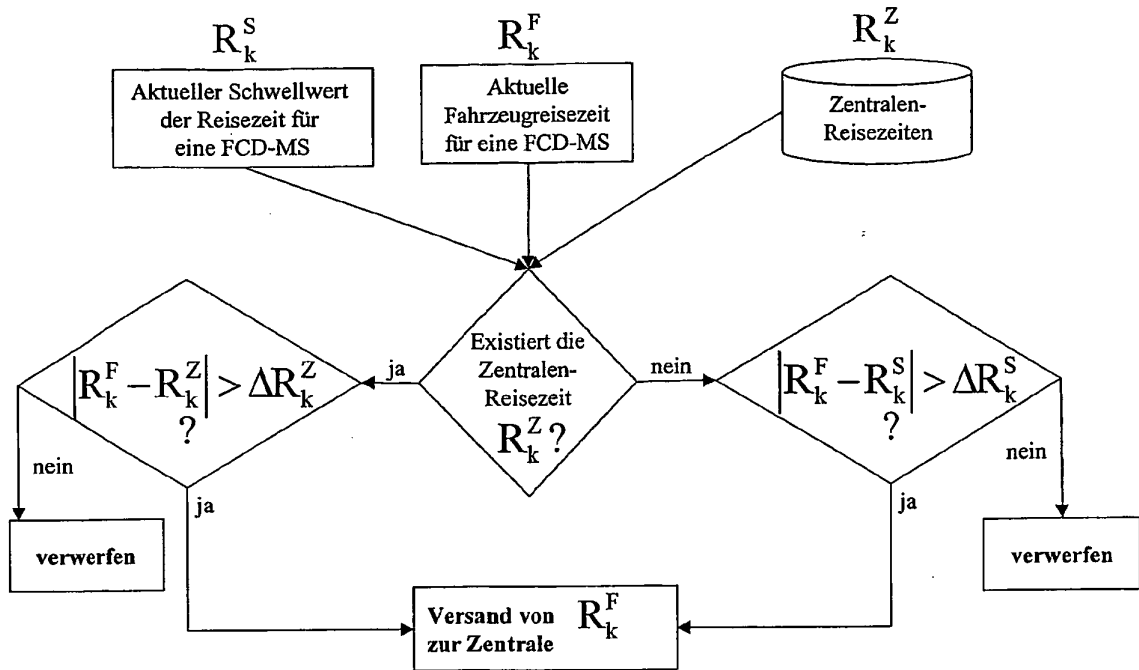 R_k^S
Aktueller Schwellwert
der Reisezeit für
eine FCD-MS
R_k^F
Aktuelle
Fahrzeugreisezeit
für eine FCD-MS
R_k^Z
Zentralen-
Reisezeiten
|R_k^F − R_k^Z| > ΔR_k^Z
?
ja
Existiert die
Zentralen-
Reisezeit
R_k^Z ?
nein
|R_k^F − R_k^S| > ΔR_k^S
?
nein
ja
ja
nein
verwerfen
verwerfen
Versand von R_k^F
zur Zentrale